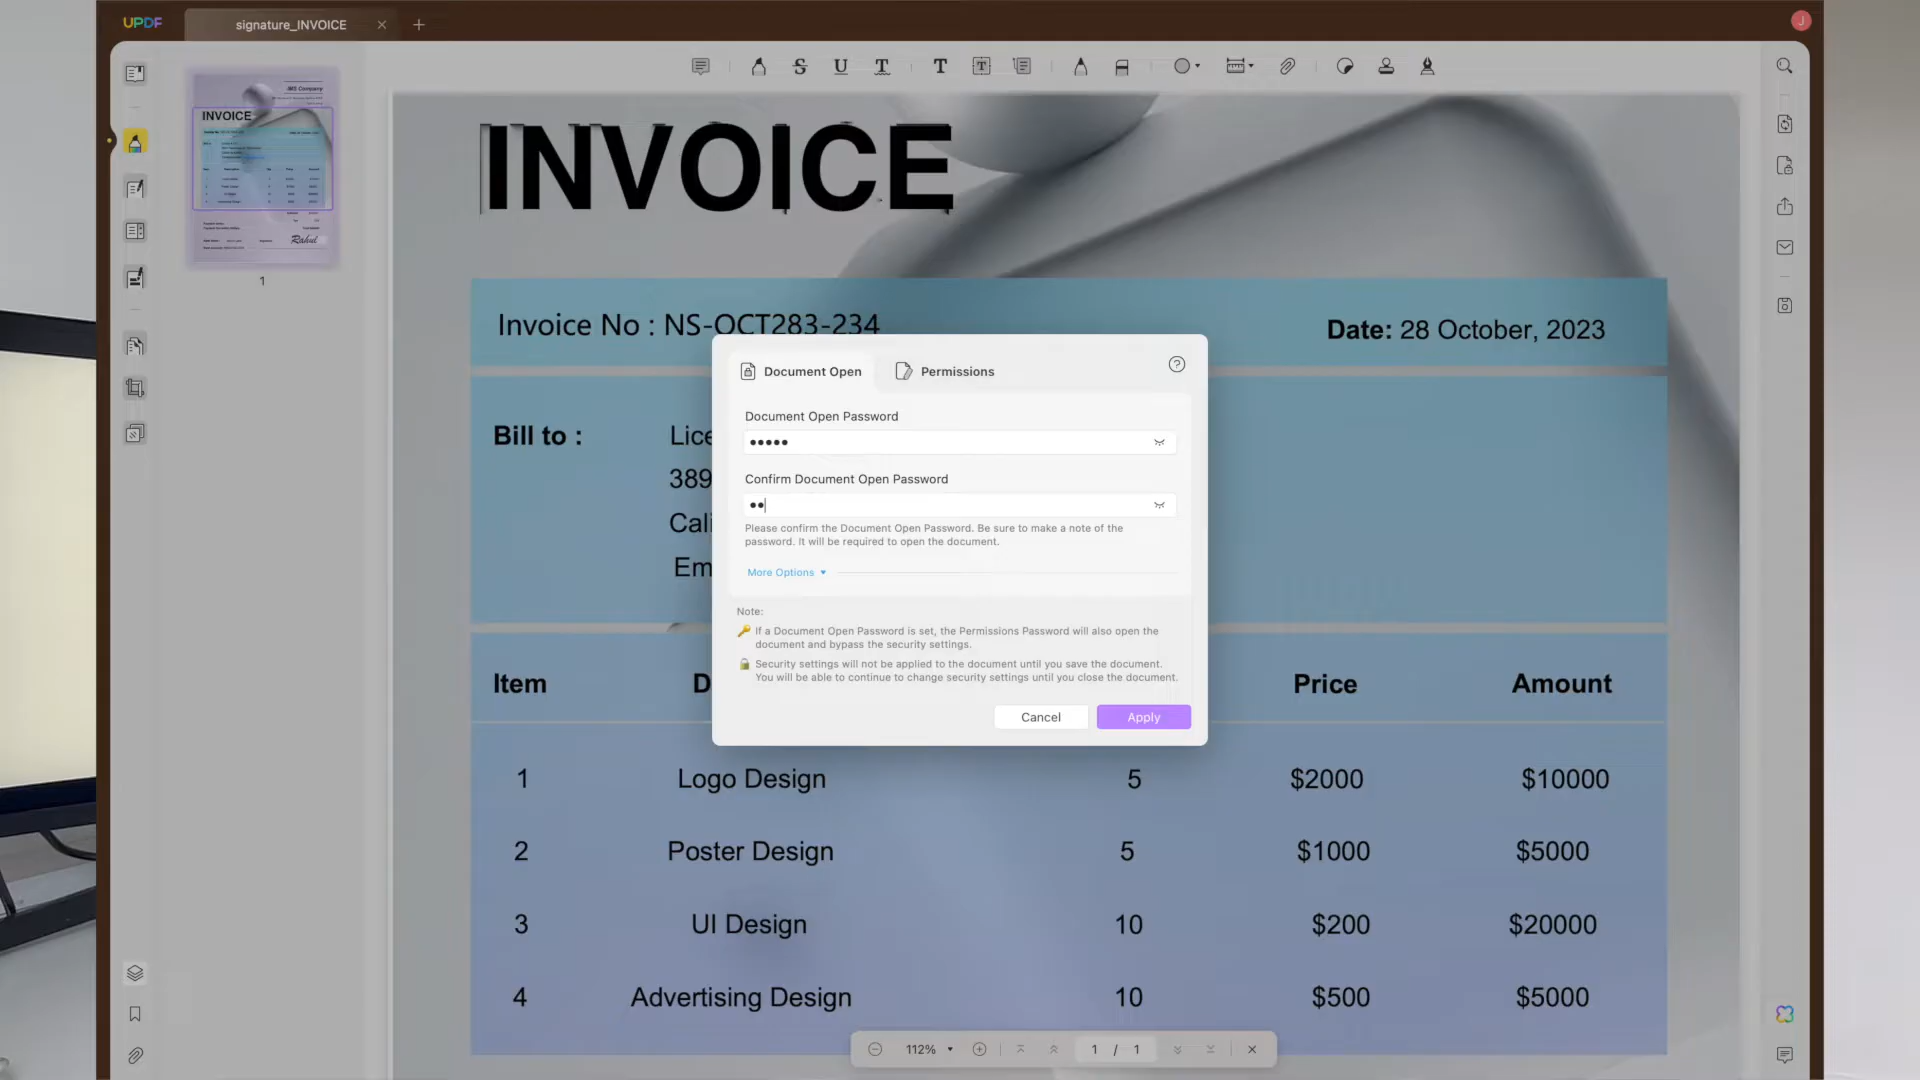 UPDF
signature_INVOICE
J
IMS Company
INVOICE
1
INVOICE
Invoice No : NS-OCT283-234
Date: 28 October, 2023
Bill to :
Lice
389
Cali
Em
Document Open
Permissions
Document Open Password
Confirm Document Open Password
Please confirm the Document Open Password. Be sure to make a note of the
password. It will be required to open the document.
More Options
Note:
If a Document Open Password is set, the Permissions Password will also open the
document and bypass the security settings.
Security settings will not be applied to the document until you save the document.
You will be able to continue to change security settings until you close the document.
Cancel
Apply
Item
D
Price
Amount
1
Logo Design
5
$2000
$10000
2
Poster Design
5
$1000
$5000
3
UI Design
10
$200
$20000
4
Advertising Design
10
$500
$5000
Rahul
112%
1 / 1